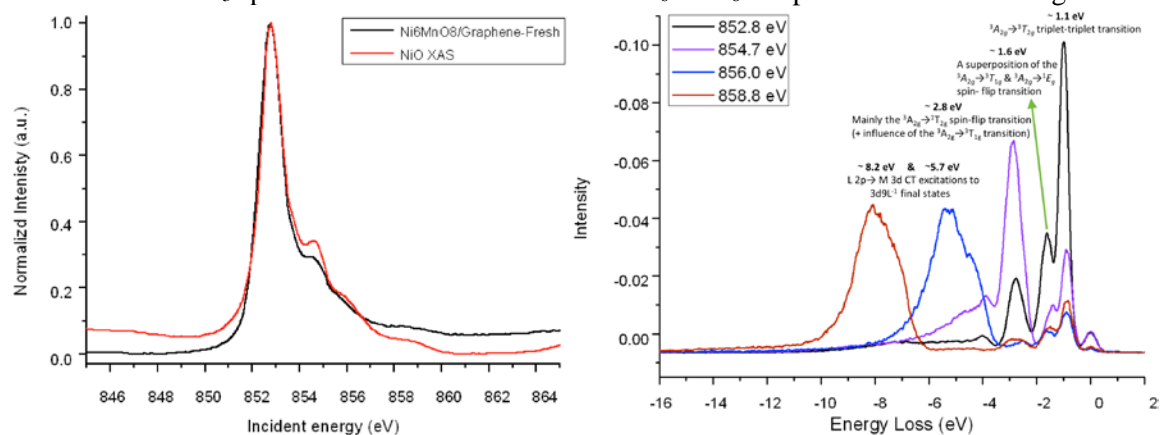 1.0
0.8
0.6
0.4
0.2
0.0
Normalizd Intenisty (a.u.)
846 848 850 852 854 856 858 860 862 864
Incident energy (eV)
Ni6MnO8/Graphene-Fresh
NiO XAS
-0.10
-0.08
-0.06
-0.04
-0.02
0.00
Intensity
852.8 eV
854.7 eV
856.0 eV
858.8 eV
~ 1.1 eV
³A₂g→³T₂g triplet-triplet transition
~ 1.6 eV
A superposition of the
³A₂g→³T₁g & ³A₂g→¹Eg
spin- flip transition
~ 2.8 eV
Mainly the ³A₂g→¹T₂g spin-flip transition
(+ influence of the ³A₂g→³T₁g transition)
~ 8.2 eV & ~5.7 eV
L 2p→ M 3d CT excitations to
3d9L⁻¹ final states
-16 -14 -12 -10 -8 -6 -4 -2 0 2
Energy Loss (eV)